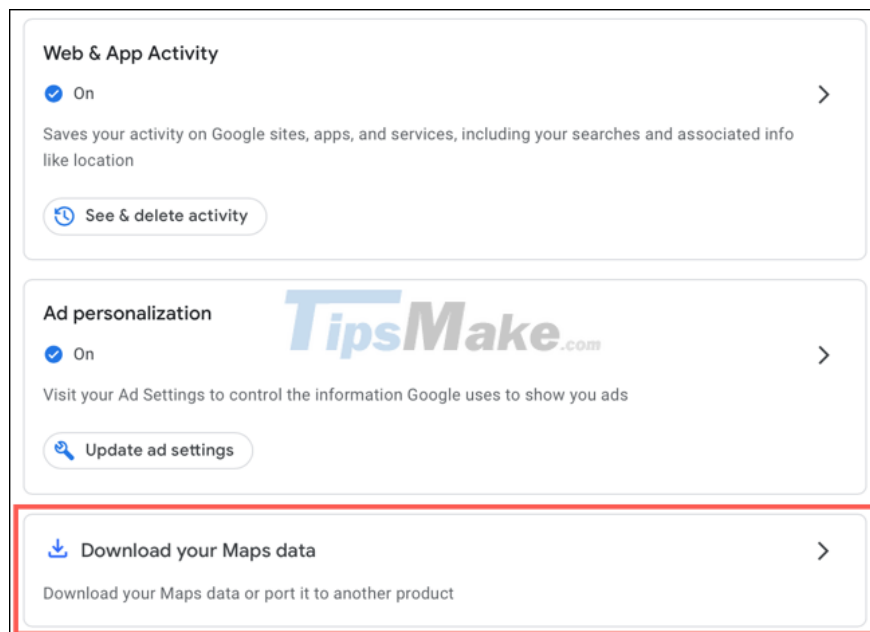 Web & App Activity
On
Saves your activity on Google sites, apps, and services, including your searches and associated info
like location
See & delete activity
Ad personalization
TipsMake.com
On
Visit your Ad Settings to control the information Google uses to show you ads
Update ad settings
Download your Maps data
Download your Maps data or port it to another product